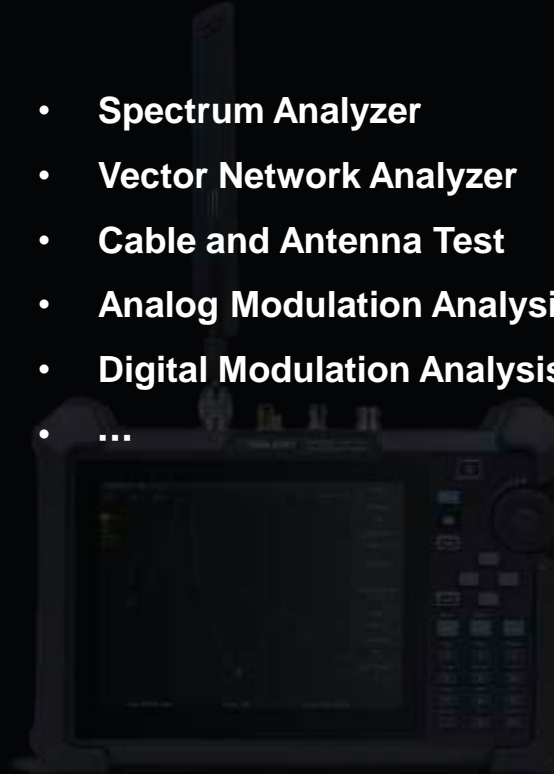 • Spectrum Analyzer
• Vector Network Analyzer
• Cable and Antenna Test
• Analog Modulation Analysi
• Digital Modulation Analysis
• ...